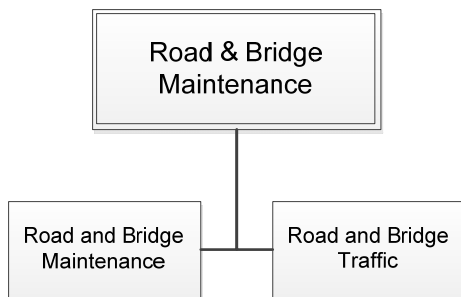 Road & Bridge
Maintenance
Road and Bridge
Maintenance
Road and Bridge
Traffic